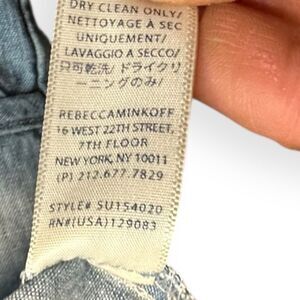 DRY CLEAN ONLY/
NETTOYAGE A SEC
UNIQUEMENT/
LAVAGGIO A SECCO/
只可乾洗/ドライクリ
ーニングのみ/
REBECCAMINKOFF
16 WEST 22TH STREET,
7TH FLOOR
NEW YORK, NY 10011
(P) 212.677.7829
STYLE# SU154020
RN#(USA)129083